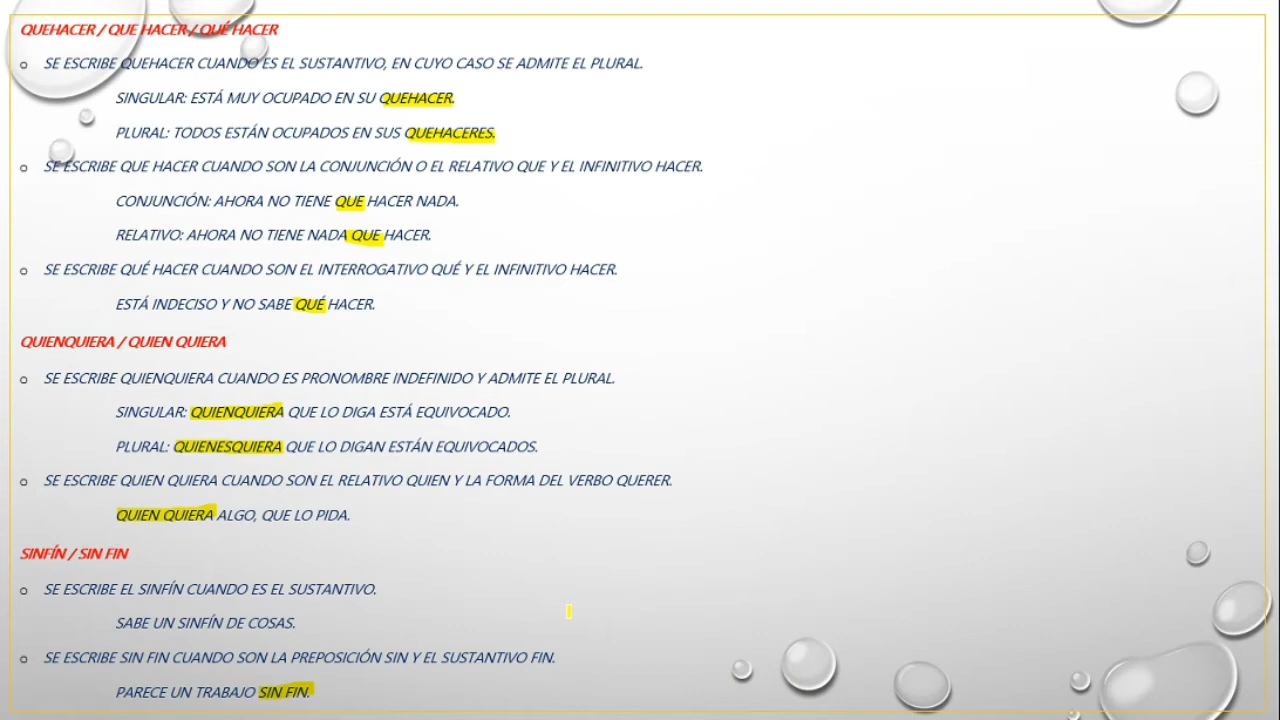 QUEHACER / QUE HACER / QUÉ HACER
o SE ESCRIBE QUEHACER CUANDO ES EL SUSTANTIVO, EN CUYO CASO SE ADMITE EL PLURAL.
SINGULAR: ESTÁ MUY OCUPADO EN SU QUEHACER.
PLURAL: TODOS ESTÁN OCUPADOS EN SUS QUEHACERES.
o SE ESCRIBE QUE HACER CUANDO SON LA CONJUNCIÓN O EL RELATIVO QUE Y EL INFINITIVO HACER.
CONJUNCIÓN: AHORA NO TIENE QUE HACER NADA.
RELATIVO: AHORA NO TIENE NADA QUE HACER.
o SE ESCRIBE QUÉ HACER CUANDO SON EL INTERROGATIVO QUÉ Y EL INFINITIVO HACER.
ESTÁ INDECISO Y NO SABE QUÉ HACER.
QUIENQUIERA / QUIEN QUIERA
o SE ESCRIBE QUIENQUIERA CUANDO ES PRONOMBRE INDEFINIDO Y ADMITE EL PLURAL.
SINGULAR: QUIENQUIERA QUE LO DIGA ESTÁ EQUIVOCADO.
PLURAL: QUIENESQUIERA QUE LO DIGAN ESTÁN EQUIVOCADOS.
o SE ESCRIBE QUIEN QUIERA CUANDO SON EL RELATIVO QUIEN Y LA FORMA DEL VERBO QUERER.
QUIEN QUIERA ALGO, QUE LO PIDA.
SINFÍN / SIN FIN
o SE ESCRIBE EL SINFÍN CUANDO ES EL SUSTANTIVO.
SABE UN SINFÍN DE COSAS.
o SE ESCRIBE SIN FIN CUANDO SON LA PREPOSICIÓN SIN Y EL SUSTANTIVO FIN.
PARECE UN TRABAJO SIN FIN.